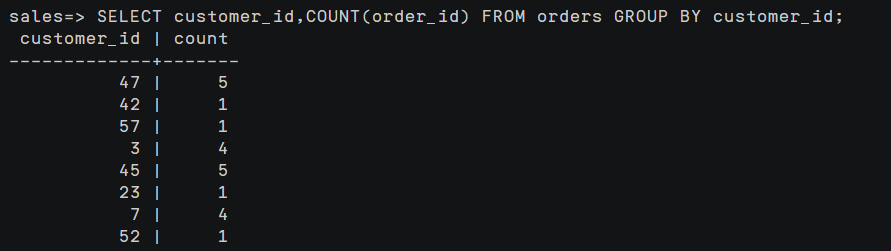 sales=> SELECT customer_id,COUNT(order_id) FROM orders GROUP BY customer_id;
 customer_id | count
-------------+-------
          47 |     5
          42 |     1
          57 |     1
           3 |     4
          45 |     5
          23 |     1
           7 |     4
          52 |     1